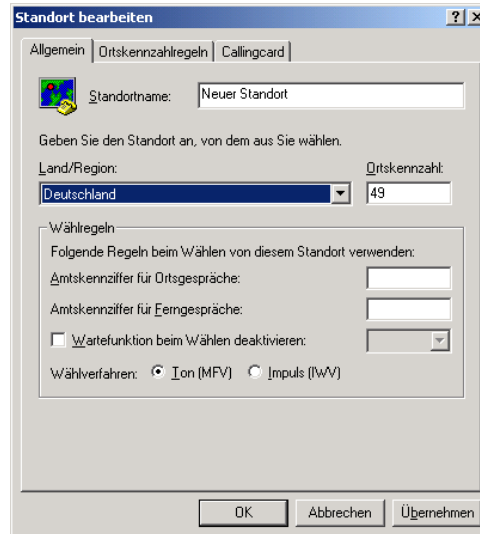 Standort bearbeiten
Allgemein Ortskennzahlregeln Callingcard
Standortname: Neuer Standort
Geben Sie den Standort an, von dem aus Sie wählen.
Land/Region: Ortskennzahl:
Deutschland 49
Wählregeln
Folgende Regeln beim Wählen von diesem Standort verwenden:
Amtskennziffer für Ortsgespräche:
Amtskennziffer für Ferngespräche:
Wartefunktion beim Wählen deaktivieren:
Wählverfahren: Ton (MFV) Impuls (IWV)
OK Abbrechen Übernehmen